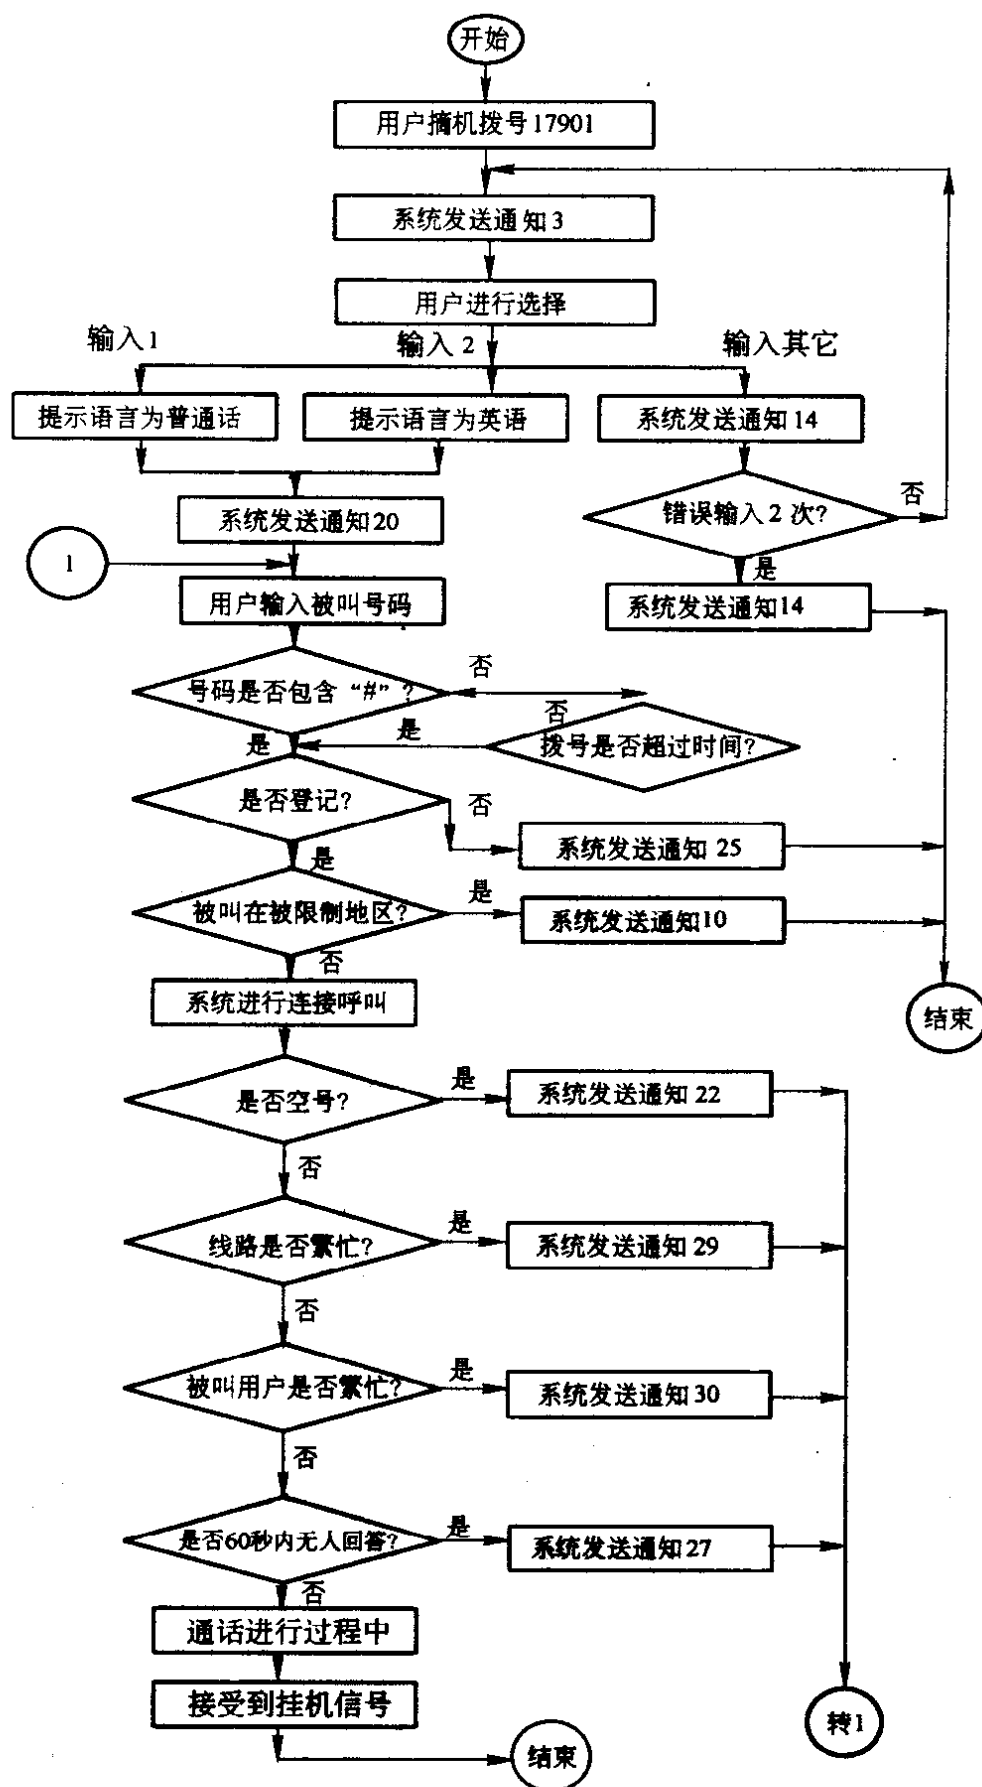 开始
用户摘机拨号17901
系统发送通知3
用户进行选择
输入1
输入2
输入其它
提示语言为普通话
提示语言为英语
系统发送通知14
系统发送通知20
错误输入2次?
否
是
1
用户输入被叫号码
系统发送通知14
号码是否包含“#”?
否
否
是
是
拨号是否超过时间?
是否登记?
否
系统发送通知 25
是
被叫在被限制地区?
是
系统发送通知10
否
系统进行连接呼叫
结束
是否空号?
是
系统发送通知 22
否
线路是否繁忙?
是
系统发送通知 29
否
被叫用户是否繁忙?
是
系统发送通知30
否
是否60秒内无人回答?
是
系统发送通知27
否
通话进行过程中
接受到挂机信号
转1
结束